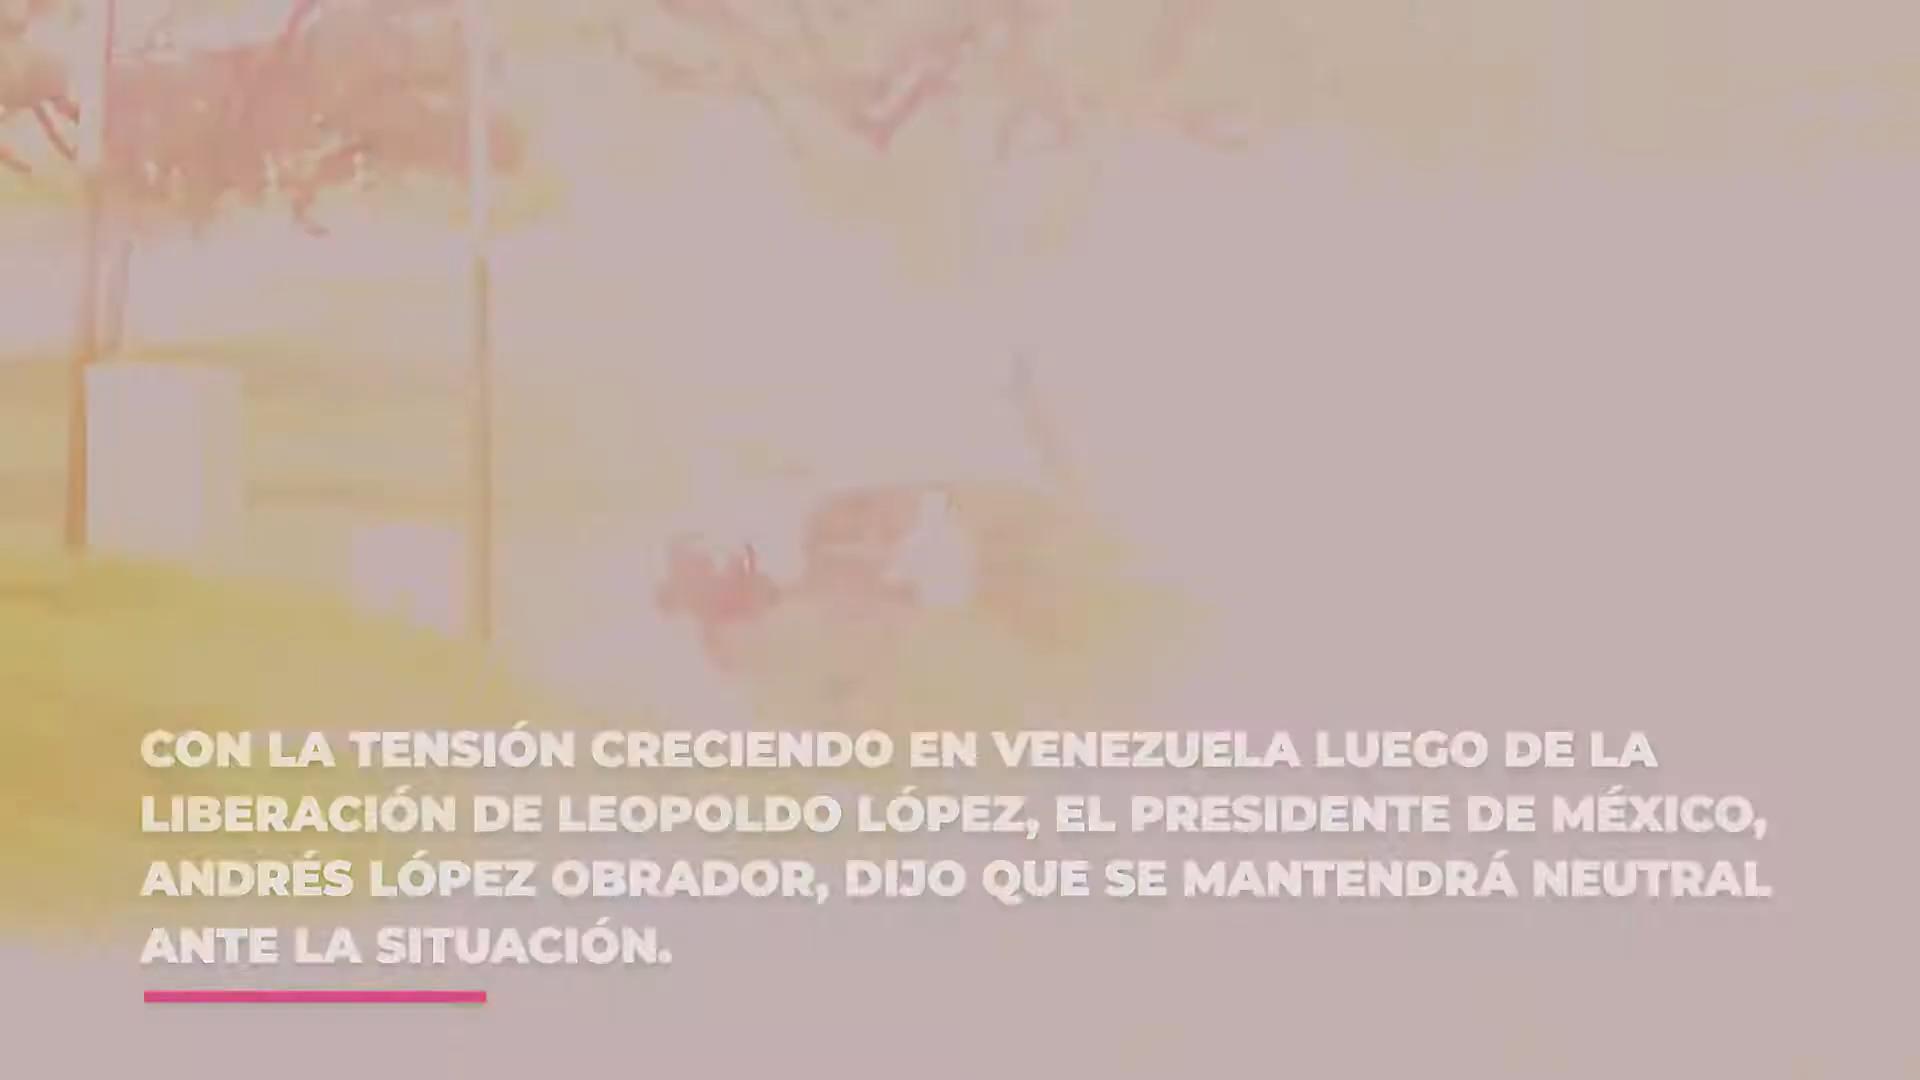 CON LA TENSIÓN CRECIENDO EN VENEZUELA LUEGO DE LA
LIBERACIÓN DE LEOPOLDO LÓPEZ, EL PRESIDENTE DE MÉXICO,
ANDRÉS LÓPEZ OBRADOR, DIJO QUE SE MANTENDRÁ NEUTRAL
ANTE LA SITUACIÓN.